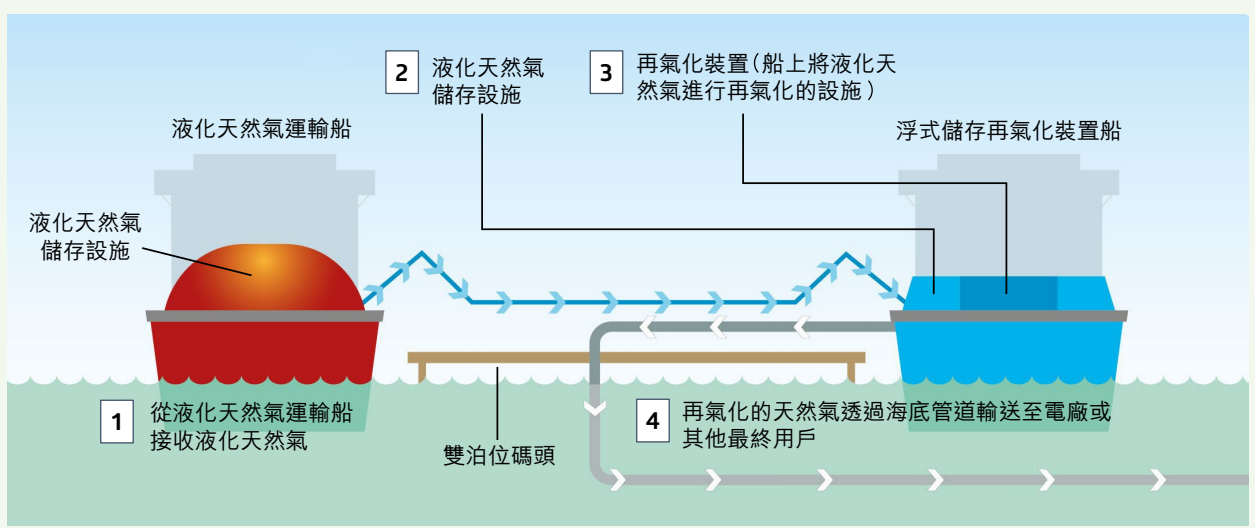 2
液化天然氣
儲存設施
3
再氣化裝置(船上將液化天
然氣進行再氣化的設施)
液化天然氣運輸船
浮式儲存再氣化裝置船
液化天然氣
儲存設施
1
從液化天然氣運輸船
接收液化天然氣
雙泊位碼頭
4
再氣化的天然氣透過海底管道輸送至電廠或
其他最終用戶